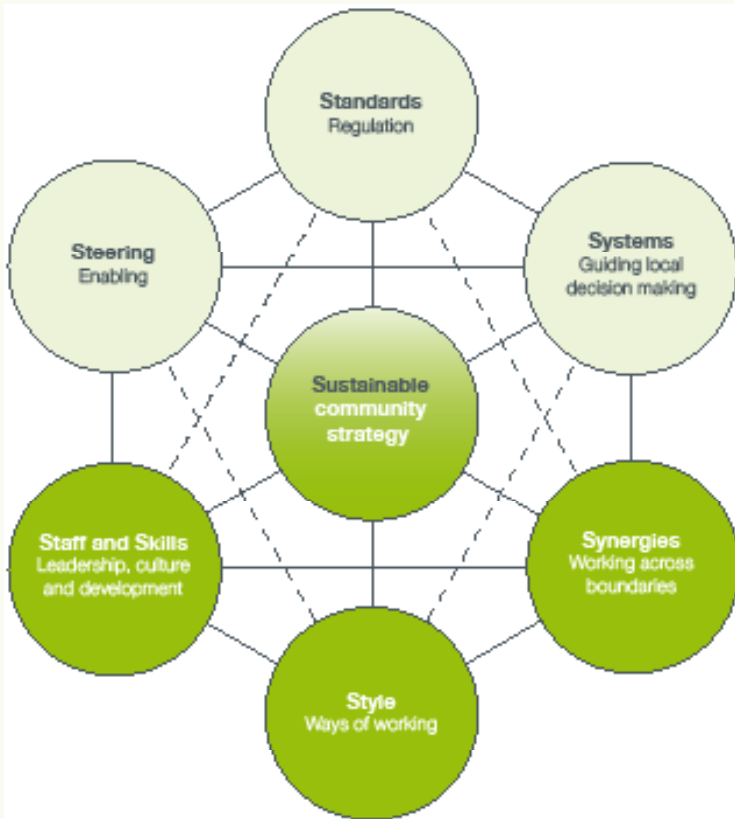 Standards
Regulation
Steering
Enabling
Systems
Guiding local
decision making
Sustainable
community
strategy
Staff and Skills
Leadership, culture
and development
Synergies
Working across
boundaries
Style
Ways of working